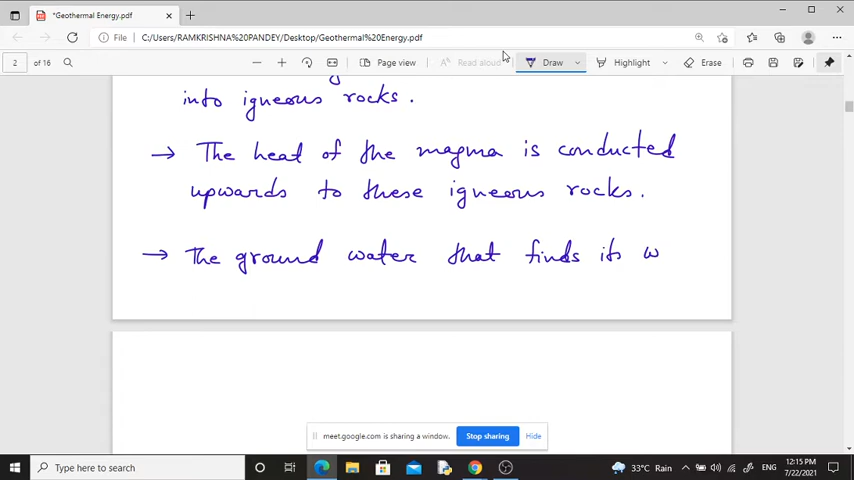 *Geothermal Energy.pdf
File C:/Users/RAMKRISHNA%20PANDEY/Desktop/Geothermal%20Energy.pdf
2 of 16 Page view Read aloud Draw Highlight Erase
into igneous rocks.
→ The heat of the magma is conducted
upwards to these igneous rocks.
→ The ground water that finds its w
meet.google.com is sharing a window. Stop sharing Hide
Type here to search 33°C Rain ENG 12:15 PM
7/22/2021